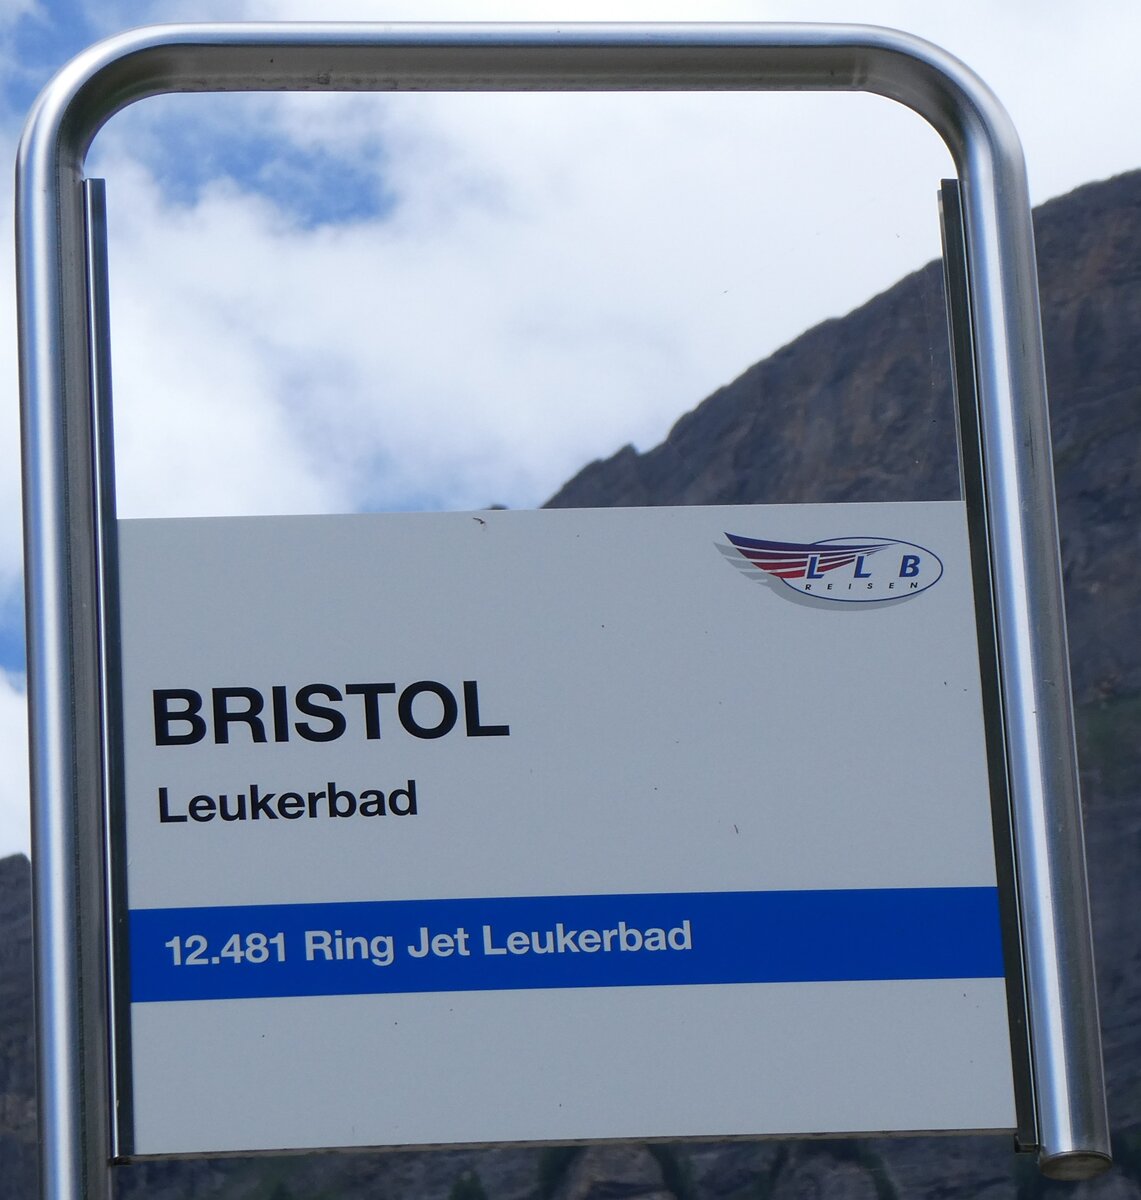 LLB
REISEN
BRISTOL
Leukerbad
12.481 Ring Jet Leukerbad